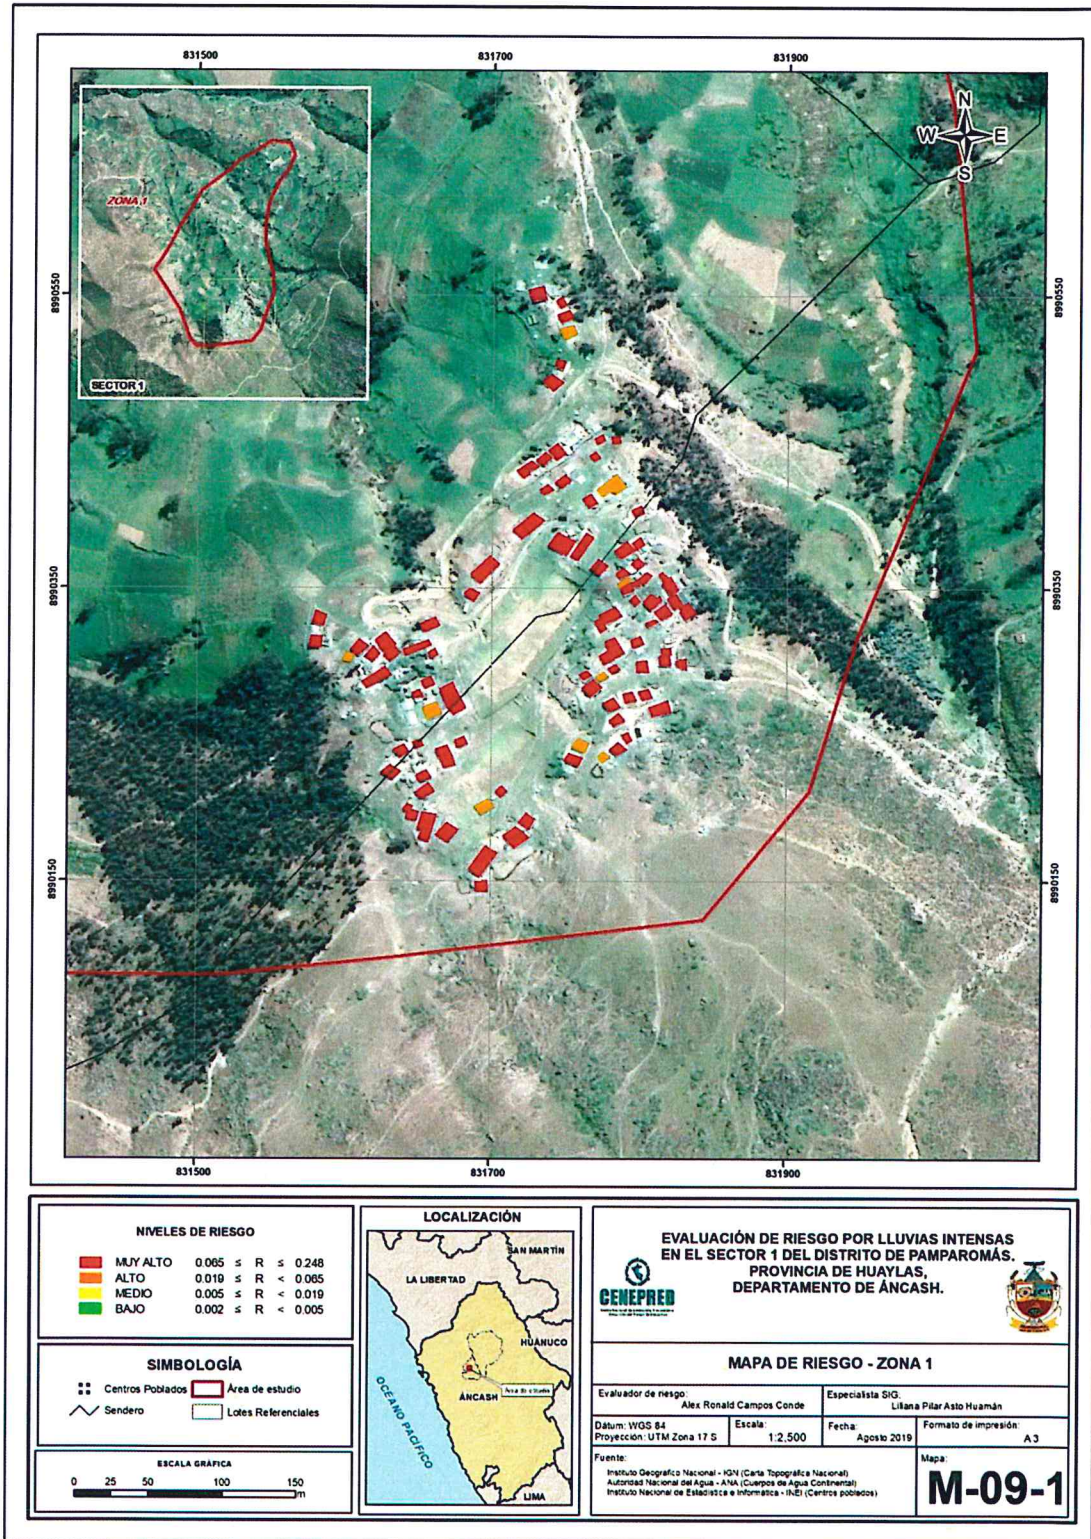 831500
831700
831900
N
W
E
S
ZONA 1
SECTOR 1
8990550
8990550
8990350
8990350
8990150
8990150
831500
831700
831900
NIVELES DE RIESGO
MUY ALTO 0.065 ≤ R ≤ 0.248
ALTO 0.019 ≤ R < 0.065
MEDIO 0.005 ≤ R < 0.019
BAJO 0.002 ≤ R < 0.005
SIMBOLOGÍA
Centros Poblados
Área de estudio
Sendero
Lotes Referenciales
ESCALA GRÁFICA
0 25 50 100 150
m
LOCALIZACIÓN
SAN MARTÍN
LA LIBERTAD
HUÁNUCO
Área de estudio
ÁNCASH
OCÉANO PACÍFICO
LIMA
CENEPRED
EVALUACIÓN DE RIESGO POR LLUVIAS INTENSAS
EN EL SECTOR 1 DEL DISTRITO DE PAMPAROMÁS.
PROVINCIA DE HUAYLAS,
DEPARTAMENTO DE ÁNCASH.
MAPA DE RIESGO - ZONA 1
Evaluador de riesgo:
Alex Ronald Campos Conde
Especialista SIG.
Liliana Pilar Asto Huamán
Dátum: WGS 84
Proyección: UTM Zona 17 S
Escala:
1:2,500
Fecha:
Agosto 2019
Formato de impresión:
A3
Fuente:
Instituto Geográfico Nacional - IGN (Carta Topográfica Nacional)
Autoridad Nacional del Agua - ANA (Cuerpos de Agua Continental)
Instituto Nacional de Estadística e Informática - INEI (Centros poblados)
Mapa:
M-09-1